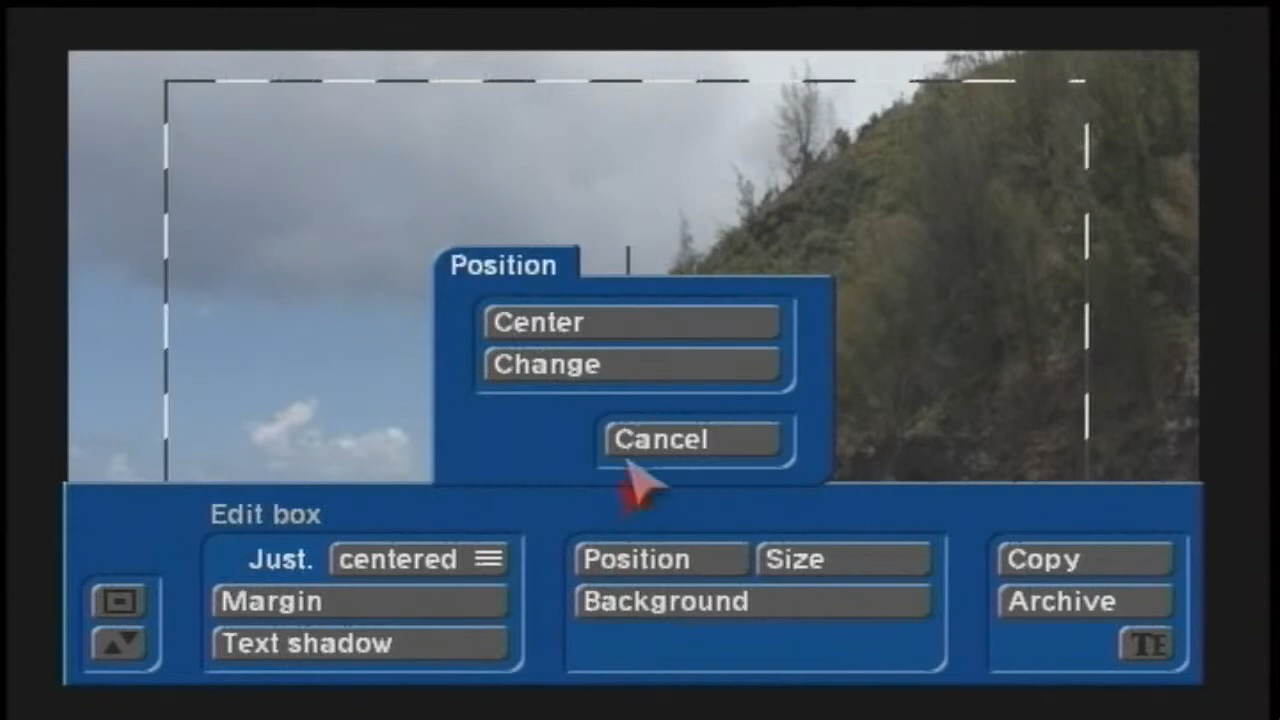 Position
Center
Change
Cancel
Edit box
Just. centered
Margin
Text shadow
Position Size
Background
Copy
Archive
TE